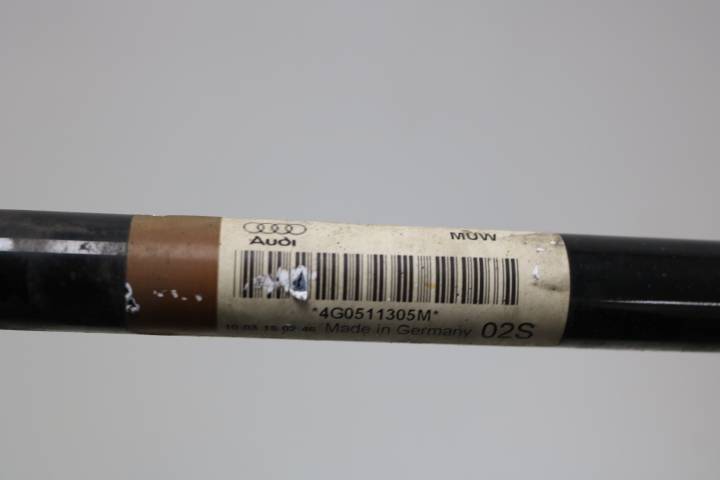 Audi MUW
*4G0511305M*
Made in Germany 02S